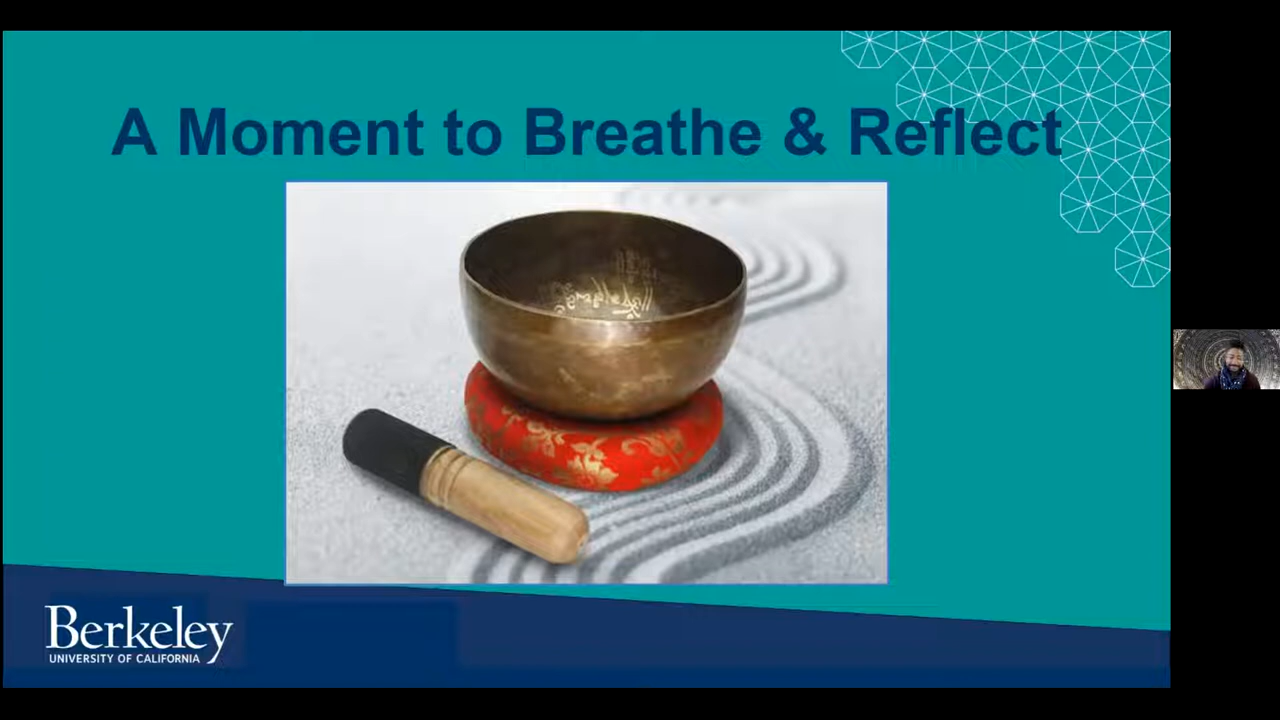 A Moment to Breathe & Reflect
Berkeley
UNIVERSITY OF CALIFORNIA